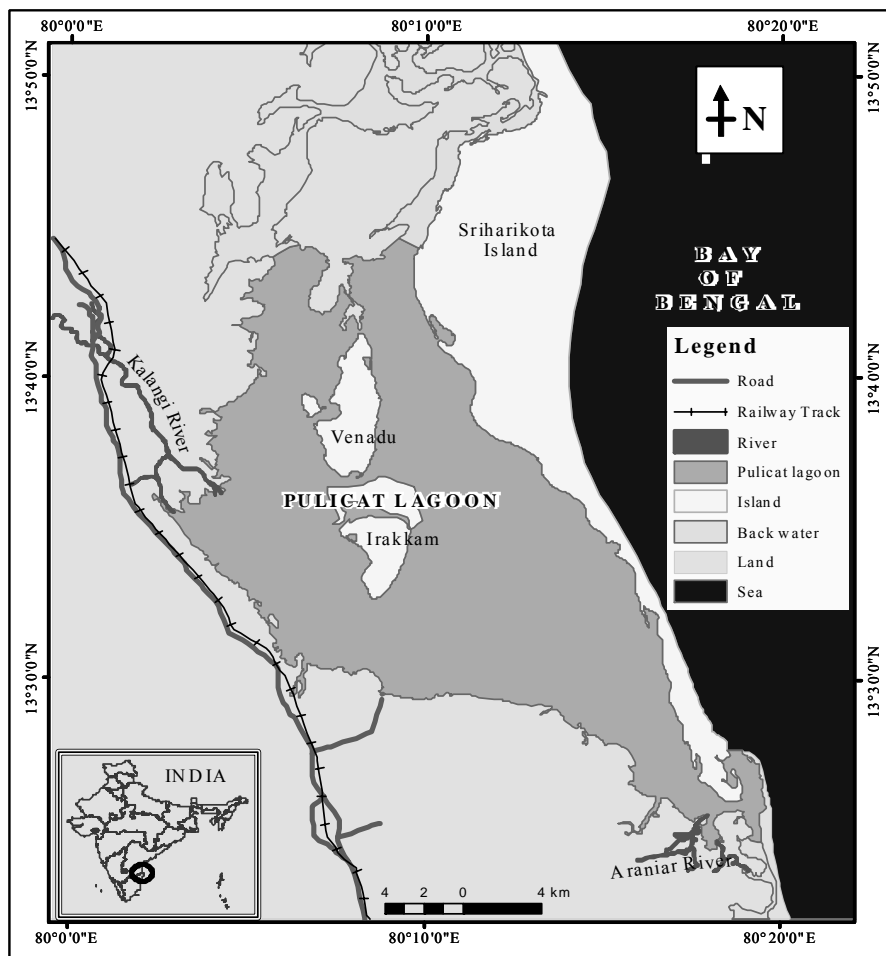 80°0'0"E 80°10'0"E 80°20'0"E
13°50'0"N 13°50'0"N
N
Sriharikota
Island
BAY
OF
BENGAL
Legend
Road
Railway Track
River
Pulicat lagoon
Island
Back water
Land
Sea
13°40'0"N 13°40'0"N
Kalangi River
Venadu
PULICAT LAGOON
Irakkam
13°30'0"N 13°30'0"N
INDIA
Araniar River
4 2 0 4 km
80°0'0"E 80°10'0"E 80°20'0"E